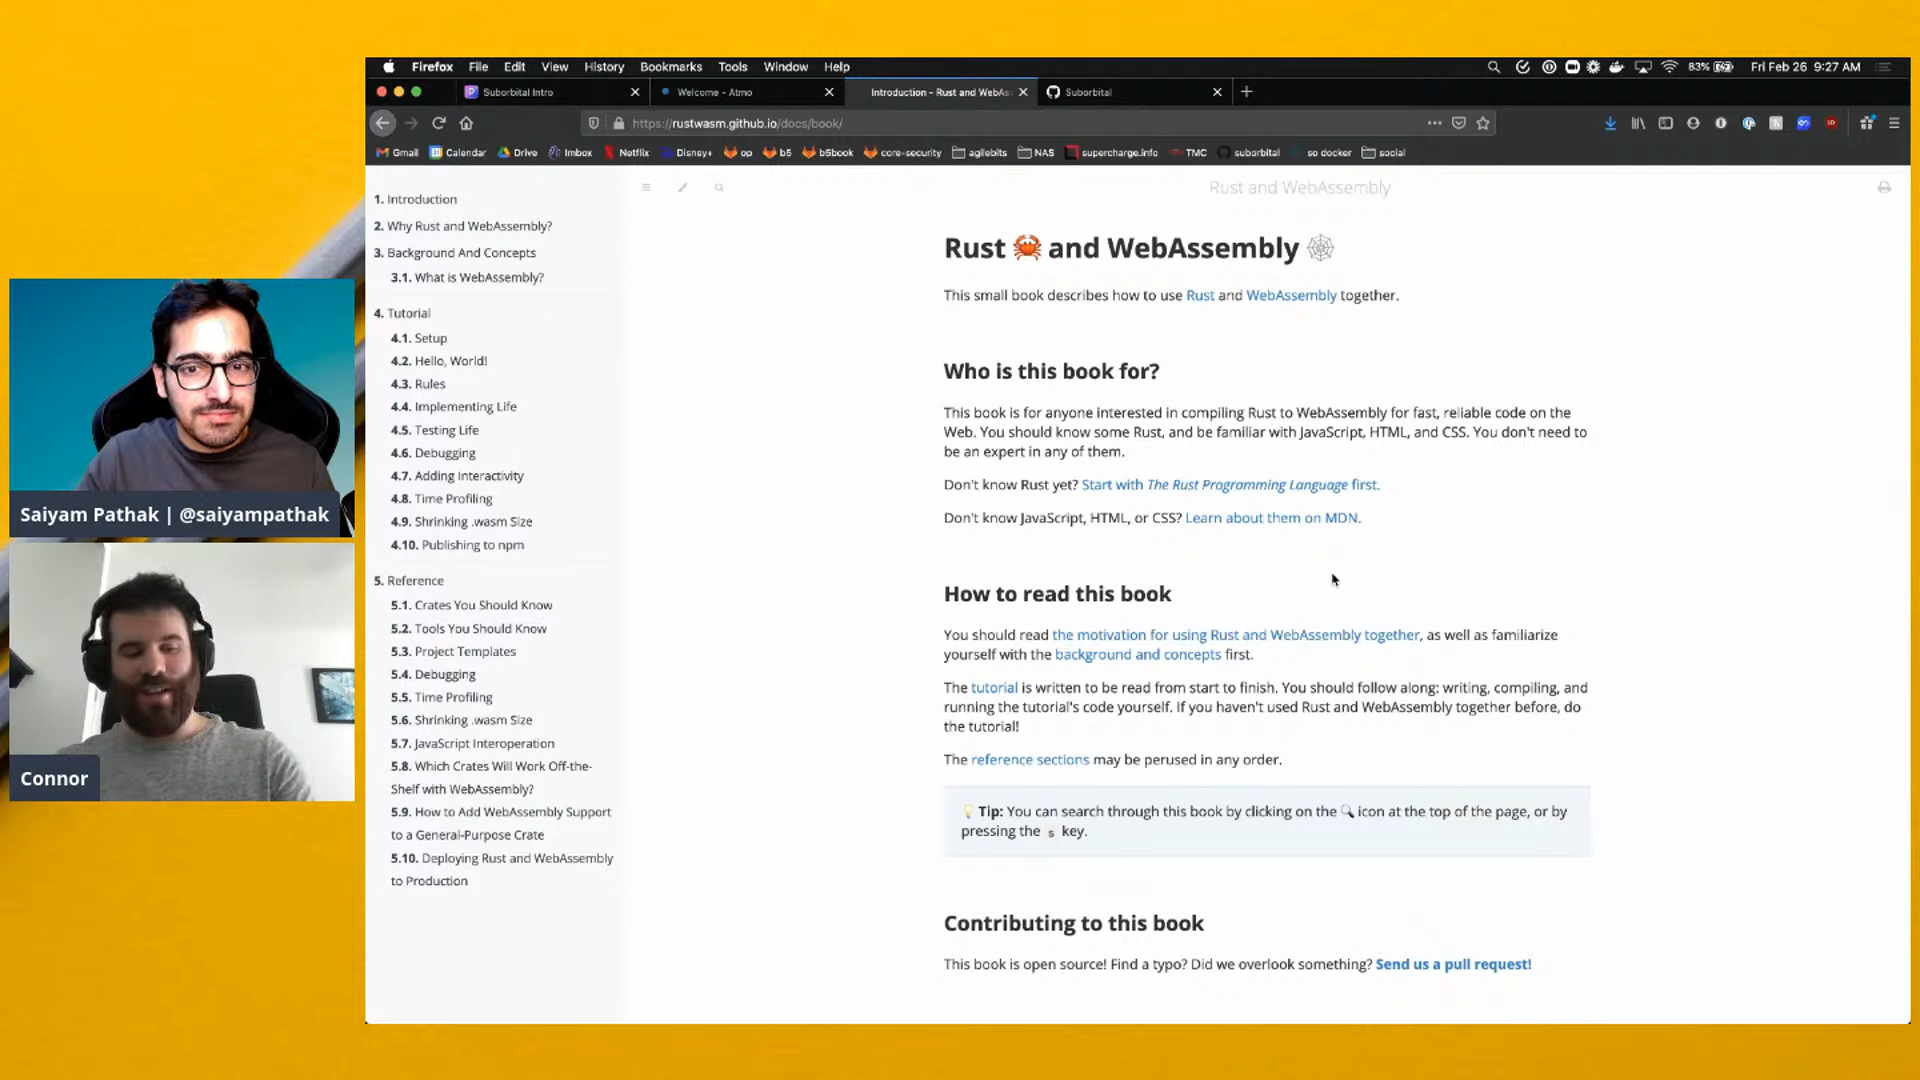 Firefox File Edit View History Bookmarks Tools Window Help
83% Fri Feb 26 9:27 AM
Suborbital Intro
Welcome - Atmo
Introduction - Rust and WebAs
Suborbital
https://rustwasm.github.io/docs/book/
Gmail Calendar Drive Imbox Netflix Disney+ op b5 b5book core-security agilebits NAS supercharge.info TMC suborbital so docker social
1. Introduction
2. Why Rust and WebAssembly?
3. Background And Concepts
3.1. What is WebAssembly?
4. Tutorial
4.1. Setup
4.2. Hello, World!
4.3. Rules
4.4. Implementing Life
4.5. Testing Life
4.6. Debugging
4.7. Adding Interactivity
4.8. Time Profiling
4.9. Shrinking .wasm Size
4.10. Publishing to npm
5. Reference
5.1. Crates You Should Know
5.2. Tools You Should Know
5.3. Project Templates
5.4. Debugging
5.5. Time Profiling
5.6. Shrinking .wasm Size
5.7. JavaScript Interoperation
5.8. Which Crates Will Work Off-the-
Shelf with WebAssembly?
5.9. How to Add WebAssembly Support
to a General-Purpose Crate
5.10. Deploying Rust and WebAssembly
to Production
Rust and WebAssembly
Rust 🦀 and WebAssembly 🕸
This small book describes how to use Rust and WebAssembly together.
Who is this book for?
This book is for anyone interested in compiling Rust to WebAssembly for fast, reliable code on the
Web. You should know some Rust, and be familiar with JavaScript, HTML, and CSS. You don't need to
be an expert in any of them.
Don't know Rust yet? Start with The Rust Programming Language first.
Don't know JavaScript, HTML, or CSS? Learn about them on MDN.
How to read this book
You should read the motivation for using Rust and WebAssembly together, as well as familiarize
yourself with the background and concepts first.
The tutorial is written to be read from start to finish. You should follow along: writing, compiling, and
running the tutorial's code yourself. If you haven't used Rust and WebAssembly together before, do
the tutorial!
The reference sections may be perused in any order.
💡 Tip: You can search through this book by clicking on the 🔍 icon at the top of the page, or by
pressing the s key.
Contributing to this book
This book is open source! Find a typo? Did we overlook something? Send us a pull request!
Saiyam Pathak | @saiyampathak
Connor